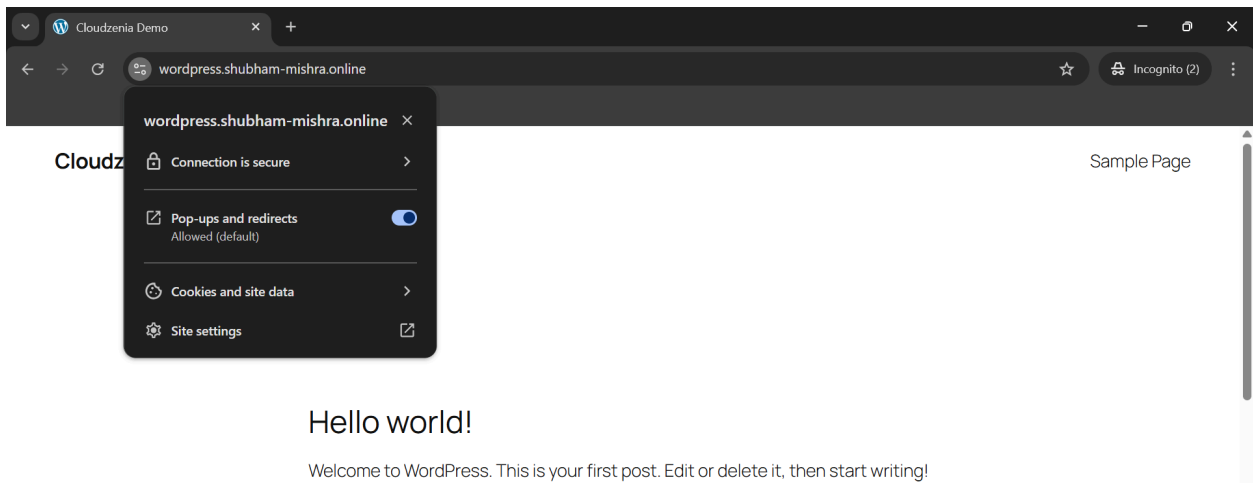 Cloudzenia Demo
wordpress.shubham-mishra.online
Incognito (2)
wordpress.shubham-mishra.online
Connection is secure
Pop-ups and redirects
Allowed (default)
Cookies and site data
Site settings
Cloudz
Sample Page
Hello world!
Welcome to WordPress. This is your first post. Edit or delete it, then start writing!